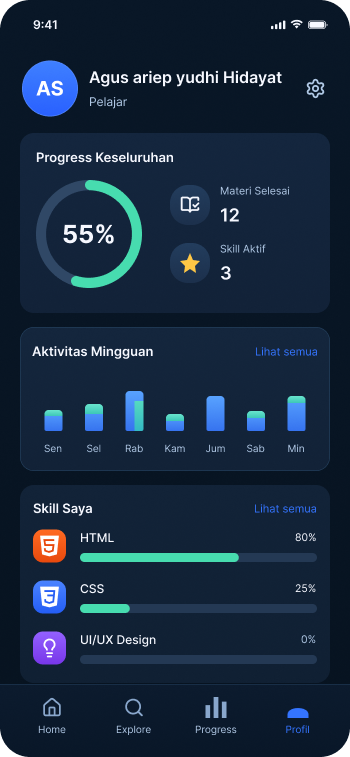 9:41
AS
Agus ariep yudhi Hidayat
Pelajar
Progress Keseluruhan
55%
Materi Selesai
12
Skill Aktif
3
Aktivitas Mingguan
Lihat semua
Sen Sel Rab Kam Jum Sab Min
Skill Saya
Lihat semua
HTML 80%
CSS 25%
UI/UX Design 0%
Home Explore Progress Profil